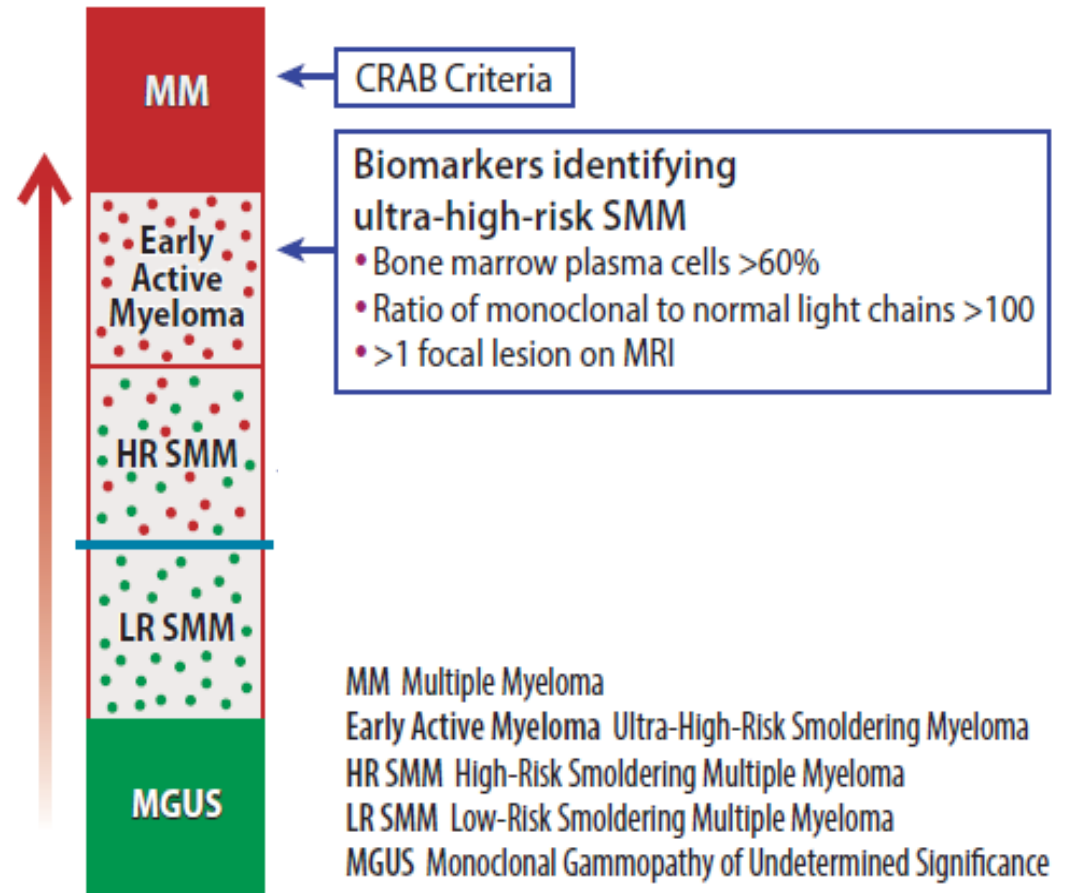 MM
CRAB Criteria
Biomarkers identifying
ultra-high-risk SMM
• Bone marrow plasma cells >60%
• Ratio of monoclonal to normal light chains >100
• >1 focal lesion on MRI
Early
Active
Myeloma
HR SMM
LR SMM
MGUS
MM Multiple Myeloma
Early Active Myeloma Ultra-High-Risk Smoldering Myeloma
HR SMM High-Risk Smoldering Multiple Myeloma
LR SMM Low-Risk Smoldering Multiple Myeloma
MGUS Monoclonal Gammopathy of Undetermined Significance